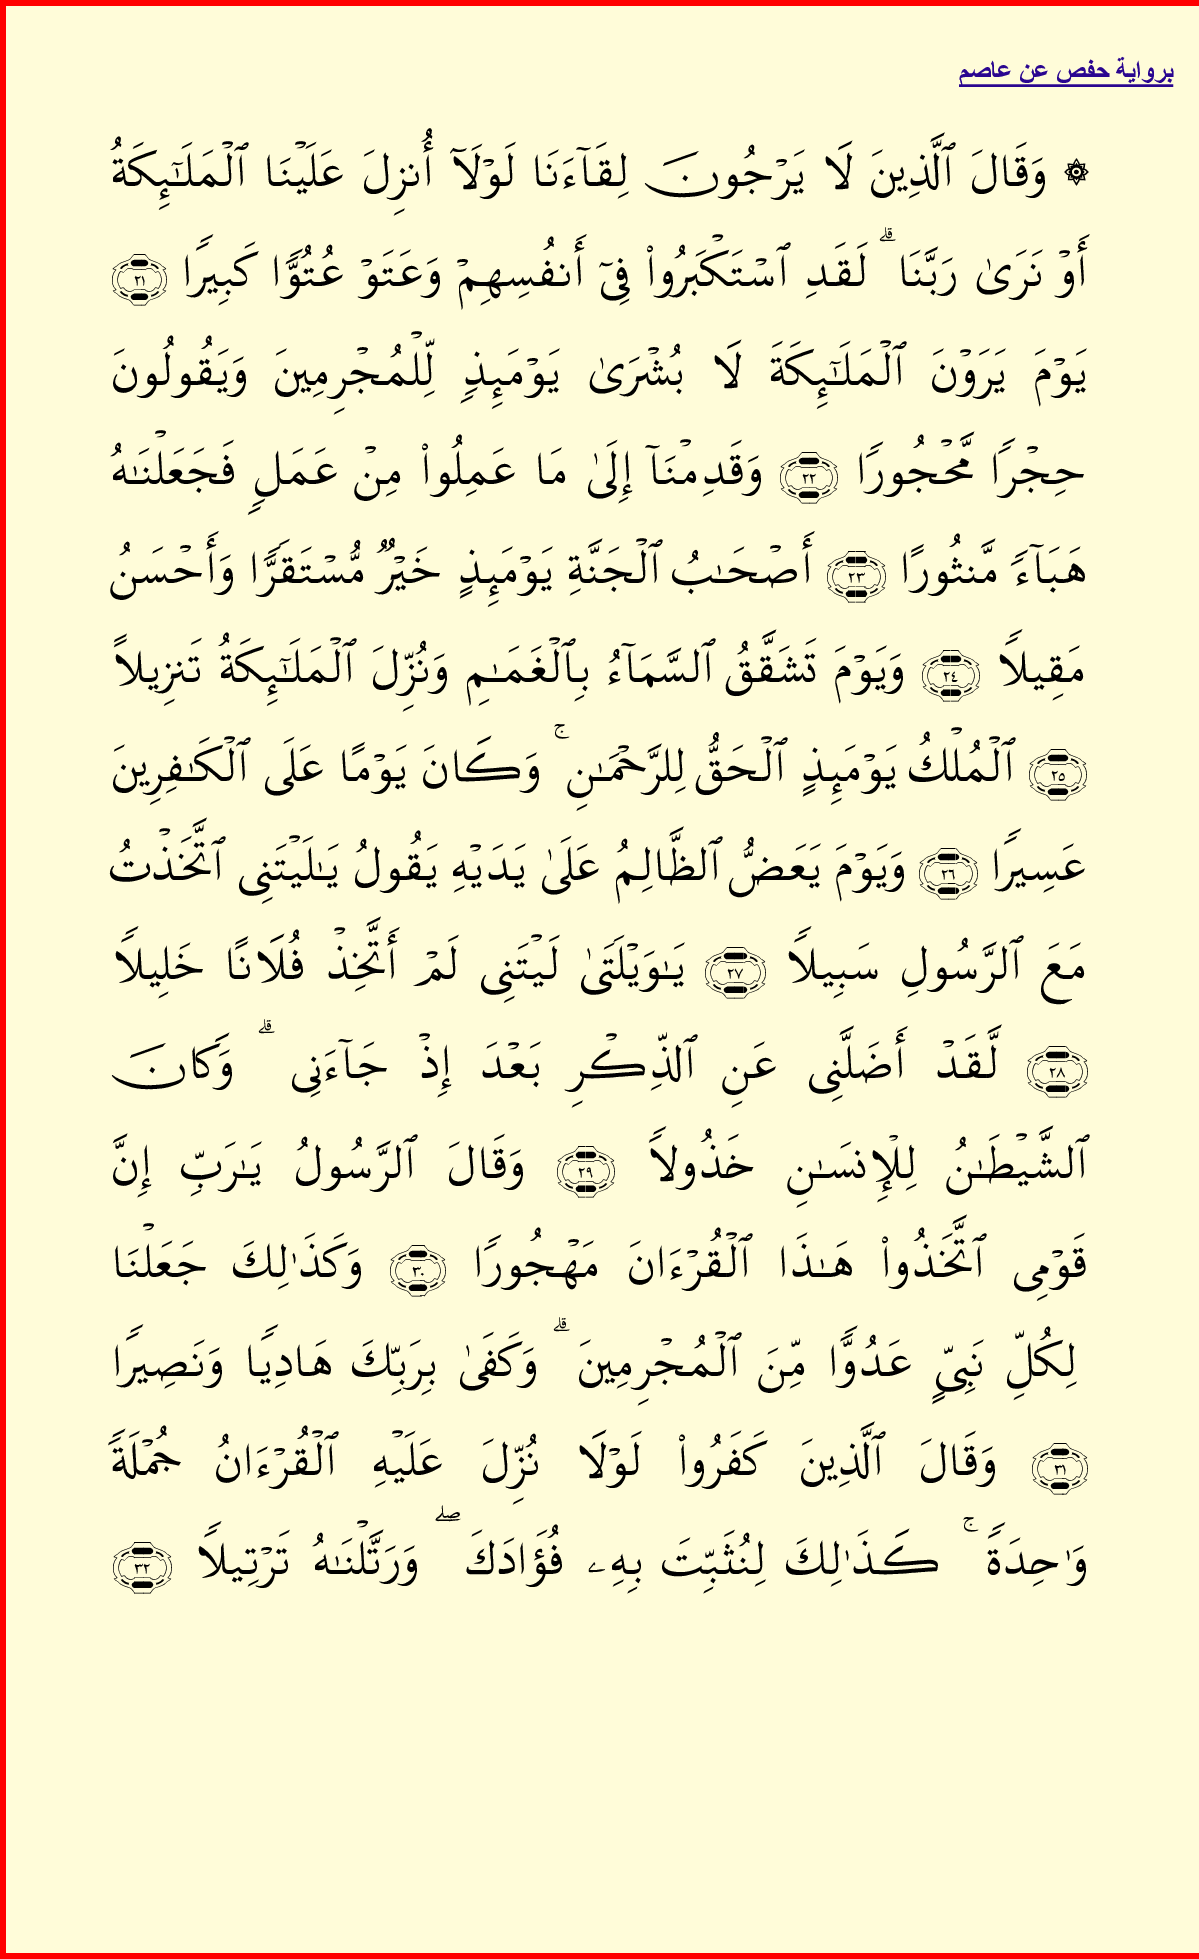 برواية حفص عن عاصم
۞ وَقَالَ ٱلَّذِينَ لَا يَرْجُونَ لِقَآءَنَا لَوْلَآ أُنزِلَ عَلَيْنَا ٱلْمَلَـٰٓئِكَةُ
أَوْ نَرَىٰ رَبَّنَا ۗ لَقَدِ ٱسْتَكْبَرُوا۟ فِىٓ أَنفُسِهِمْ وَعَتَوْ عُتُوًّا كَبِيرًا ٢١
يَوْمَ يَرَوْنَ ٱلْمَلَـٰٓئِكَةَ لَا بُشْرَىٰ يَوْمَئِذٍ لِّلْمُجْرِمِينَ وَيَقُولُونَ
حِجْرًا مَّحْجُورًا ٢٢ وَقَدِمْنَآ إِلَىٰ مَا عَمِلُوا۟ مِنْ عَمَلٍ فَجَعَلْنَـٰهُ
هَبَآءً مَّنثُورًا ٢٣ أَصْحَـٰبُ ٱلْجَنَّةِ يَوْمَئِذٍ خَيْرٌ مُّسْتَقَرًّا وَأَحْسَنُ
مَقِيلًا ٢٤ وَيَوْمَ تَشَقَّقُ ٱلسَّمَآءُ بِٱلْغَمَـٰمِ وَنُزِّلَ ٱلْمَلَـٰٓئِكَةُ تَنزِيلًا
٢٥ ٱلْمُلْكُ يَوْمَئِذٍ ٱلْحَقُّ لِلرَّحْمَـٰنِ ۚ وَكَانَ يَوْمًا عَلَى ٱلْكَـٰفِرِينَ
عَسِيرًا ٢٦ وَيَوْمَ يَعَضُّ ٱلظَّالِمُ عَلَىٰ يَدَيْهِ يَقُولُ يَـٰلَيْتَنِى ٱتَّخَذْتُ
مَعَ ٱلرَّسُولِ سَبِيلًا ٢٧ يَـٰوَيْلَتَىٰ لَيْتَنِى لَمْ أَتَّخِذْ فُلَانًا خَلِيلًا
٢٨ لَّقَدْ أَضَلَّنِى عَنِ ٱلذِّكْرِ بَعْدَ إِذْ جَآءَنِى ۗ وَكَانَ
ٱلشَّيْطَـٰنُ لِلْإِنسَـٰنِ خَذُولًا ٢٩ وَقَالَ ٱلرَّسُولُ يَـٰرَبِّ إِنَّ
قَوْمِى ٱتَّخَذُوا۟ هَـٰذَا ٱلْقُرْءَانَ مَهْجُورًا ٣٠ وَكَذَٰلِكَ جَعَلْنَا
لِكُلِّ نَبِىٍّ عَدُوًّا مِّنَ ٱلْمُجْرِمِينَ ۗ وَكَفَىٰ بِرَبِّكَ هَادِيًا وَنَصِيرًا
٣١ وَقَالَ ٱلَّذِينَ كَفَرُوا۟ لَوْلَا نُزِّلَ عَلَيْهِ ٱلْقُرْءَانُ جُمْلَةً
وَٰحِدَةً ۚ كَذَٰلِكَ لِنُثَبِّتَ بِهِۦ فُؤَادَكَ ۖ وَرَتَّلْنَـٰهُ تَرْتِيلًا ٣٢